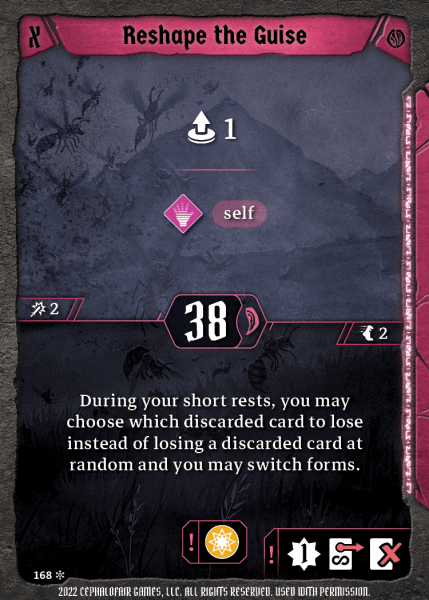 X
Reshape the Guise
1
self
2
38
2
During your short rests, you may
choose which discarded card to lose
instead of losing a discarded card at
random and you may switch forms.
!
!
1
168
2022 CEPHALOFAIR GAMES, LLC. ALL RIGHTS RESERVED. USED WITH PERMISSION.